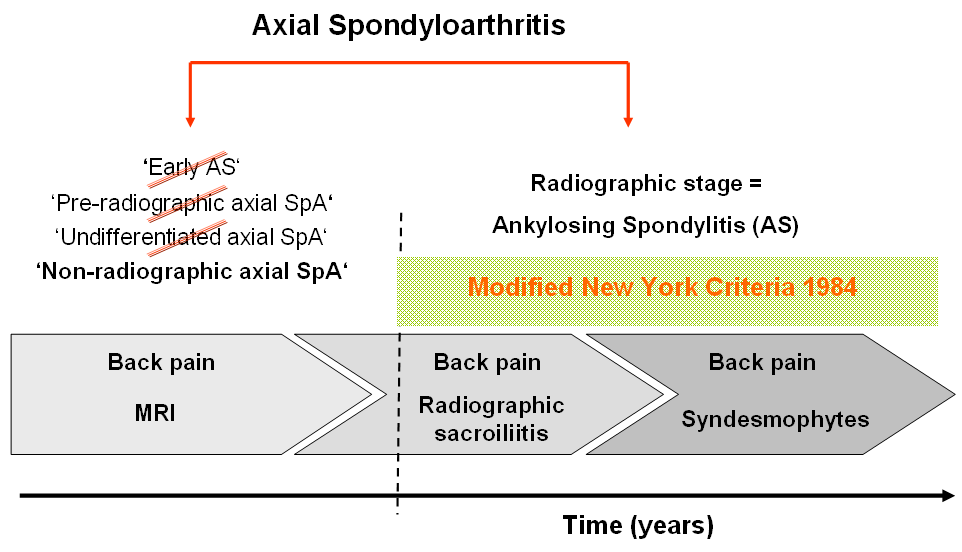 Axial Spondyloarthritis
‘Early AS‘
‘Pre-radiographic axial SpA‘
‘Undifferentiated axial SpA‘
‘Non-radiographic axial SpA‘
Radiographic stage =
Ankylosing Spondylitis (AS)
Modified New York Criteria 1984
Back pain
MRI
Back pain
Radiographic
sacroiliitis
Back pain
Syndesmophytes
Time (years)